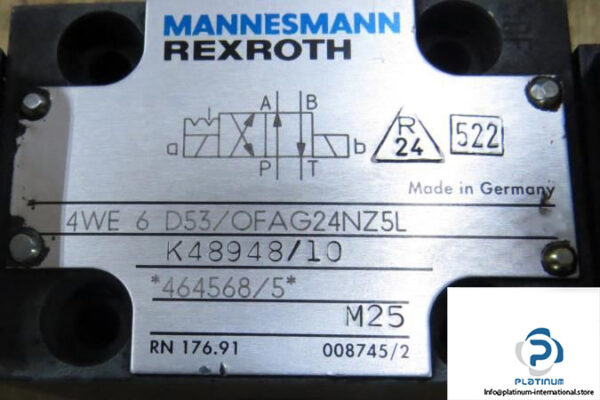 MANNESMANN
REXROTH
A B
a b
P T
R
24
522
Made in Germany
4WE 6 D53/OFAG24NZ5L
K48948/10
*464568/5*
M25
RN 176.91 008745/2
PLATINUM
info@platinum-international.store